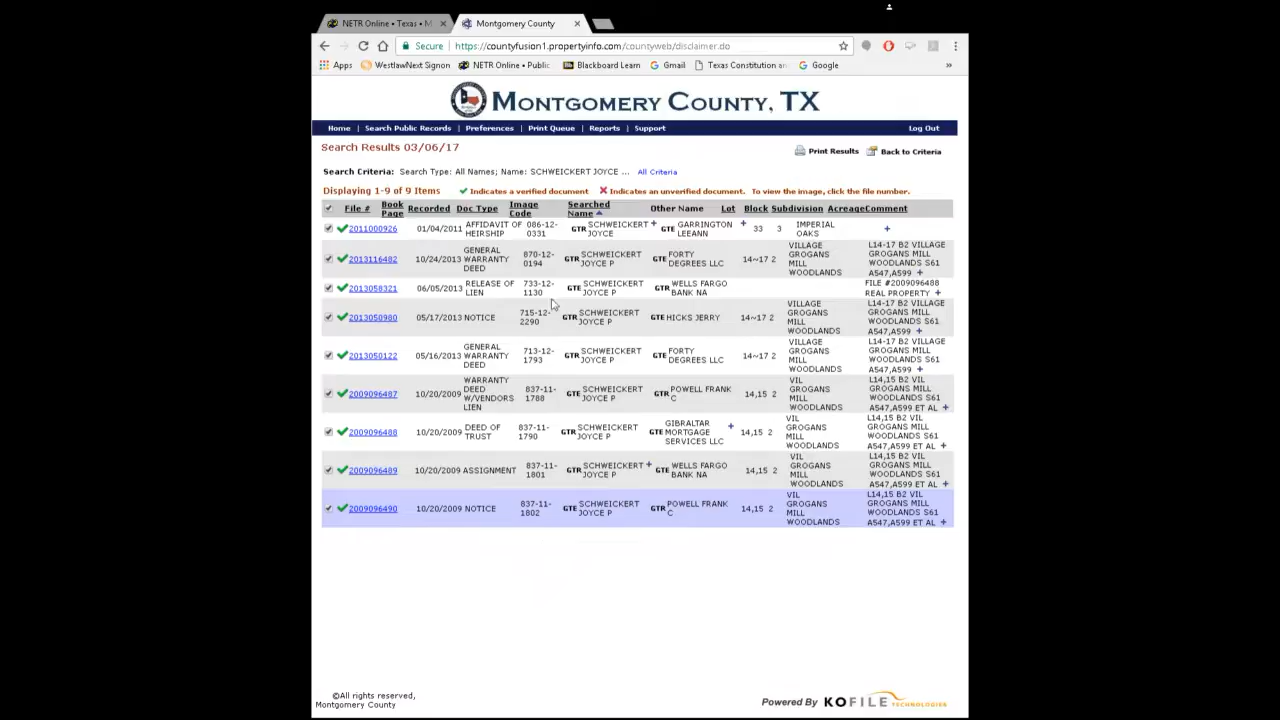 NETR Online • Texas • M
Montgomery County
Secure
https://countyfusion1.propertyinfo.com/countyweb/disclaimer.do
Apps WestlawNext Signon NETR Online • Public Blackboard Learn Gmail Texas Constitution an Google »
MONTGOMERY COUNTY, TX
Home | Search Public Records | Preferences | Print Queue | Reports | Support Log Out
Search Results 03/06/17
Print Results Back to Criteria
Search Criteria: Search Type: All Names; Name: SCHWEICKERT JOYCE ... All Criteria
Displaying 1-9 of 9 Items Indicates a verified document Indicates an unverified document. To view the image, click the file number.
File # Book Page Recorded Doc Type Image Code Searched Name Other Name Lot Block Subdivision Acreage Comment
2011000926 01/04/2011 AFFIDAVIT OF HEIRSHIP 086-12-0331 GTR SCHWEICKERT JOYCE + GTE GARRINGTON LEEANN + 33 3 IMPERIAL OAKS +
2013116482 10/24/2013 GENERAL WARRANTY DEED 870-12-0194 GTR SCHWEICKERT JOYCE P GTE FORTY DEGREES LLC 14~17 2 VILLAGE GROGANS MILL WOODLANDS L14-17 B2 VILLAGE GROGANS MILL WOODLANDS S61 A547,A599 +
2013058321 06/05/2013 RELEASE OF LIEN 733-12-1130 GTE SCHWEICKERT JOYCE P GTR WELLS FARGO BANK NA FILE #2009096488 REAL PROPERTY +
2013050980 05/17/2013 NOTICE 715-12-2290 GTR SCHWEICKERT JOYCE P GTE HICKS JERRY 14~17 2 VILLAGE GROGANS MILL WOODLANDS L14-17 B2 VILLAGE GROGANS MILL WOODLANDS S61 A547,A599 +
2013050122 05/16/2013 GENERAL WARRANTY DEED 713-12-1793 GTR SCHWEICKERT JOYCE P GTE FORTY DEGREES LLC 14~17 2 VILLAGE GROGANS MILL WOODLANDS L14-17 B2 VILLAGE GROGANS MILL WOODLANDS S61 A547,A599 +
2009096487 10/20/2009 WARRANTY DEED W/VENDORS LIEN 837-11-1788 GTE SCHWEICKERT JOYCE P GTR POWELL FRANK C 14,15 2 VIL GROGANS MILL WOODLANDS L14,15 B2 VIL GROGANS MILL WOODLANDS S61 A547,A599 ET AL +
2009096488 10/20/2009 DEED OF TRUST 837-11-1790 GTR SCHWEICKERT JOYCE P GTE GIBRALTAR MORTGAGE SERVICES LLC + 14,15 2 VIL GROGANS MILL WOODLANDS L14,15 B2 VIL GROGANS MILL WOODLANDS S61 A547,A599 ET AL +
2009096489 10/20/2009 ASSIGNMENT 837-11-1801 GTR SCHWEICKERT JOYCE P + GTE WELLS FARGO BANK NA 14,15 2 VIL GROGANS MILL WOODLANDS L14,15 B2 VIL GROGANS MILL WOODLANDS S61 A547,A599 ET AL +
2009096490 10/20/2009 NOTICE 837-11-1802 GTE SCHWEICKERT JOYCE P GTR POWELL FRANK C 14,15 2 VIL GROGANS MILL WOODLANDS L14,15 B2 VIL GROGANS MILL WOODLANDS S61 A547,A599 ET AL +
©All rights reserved,
Montgomery County
Powered By KOFILE TECHNOLOGIES